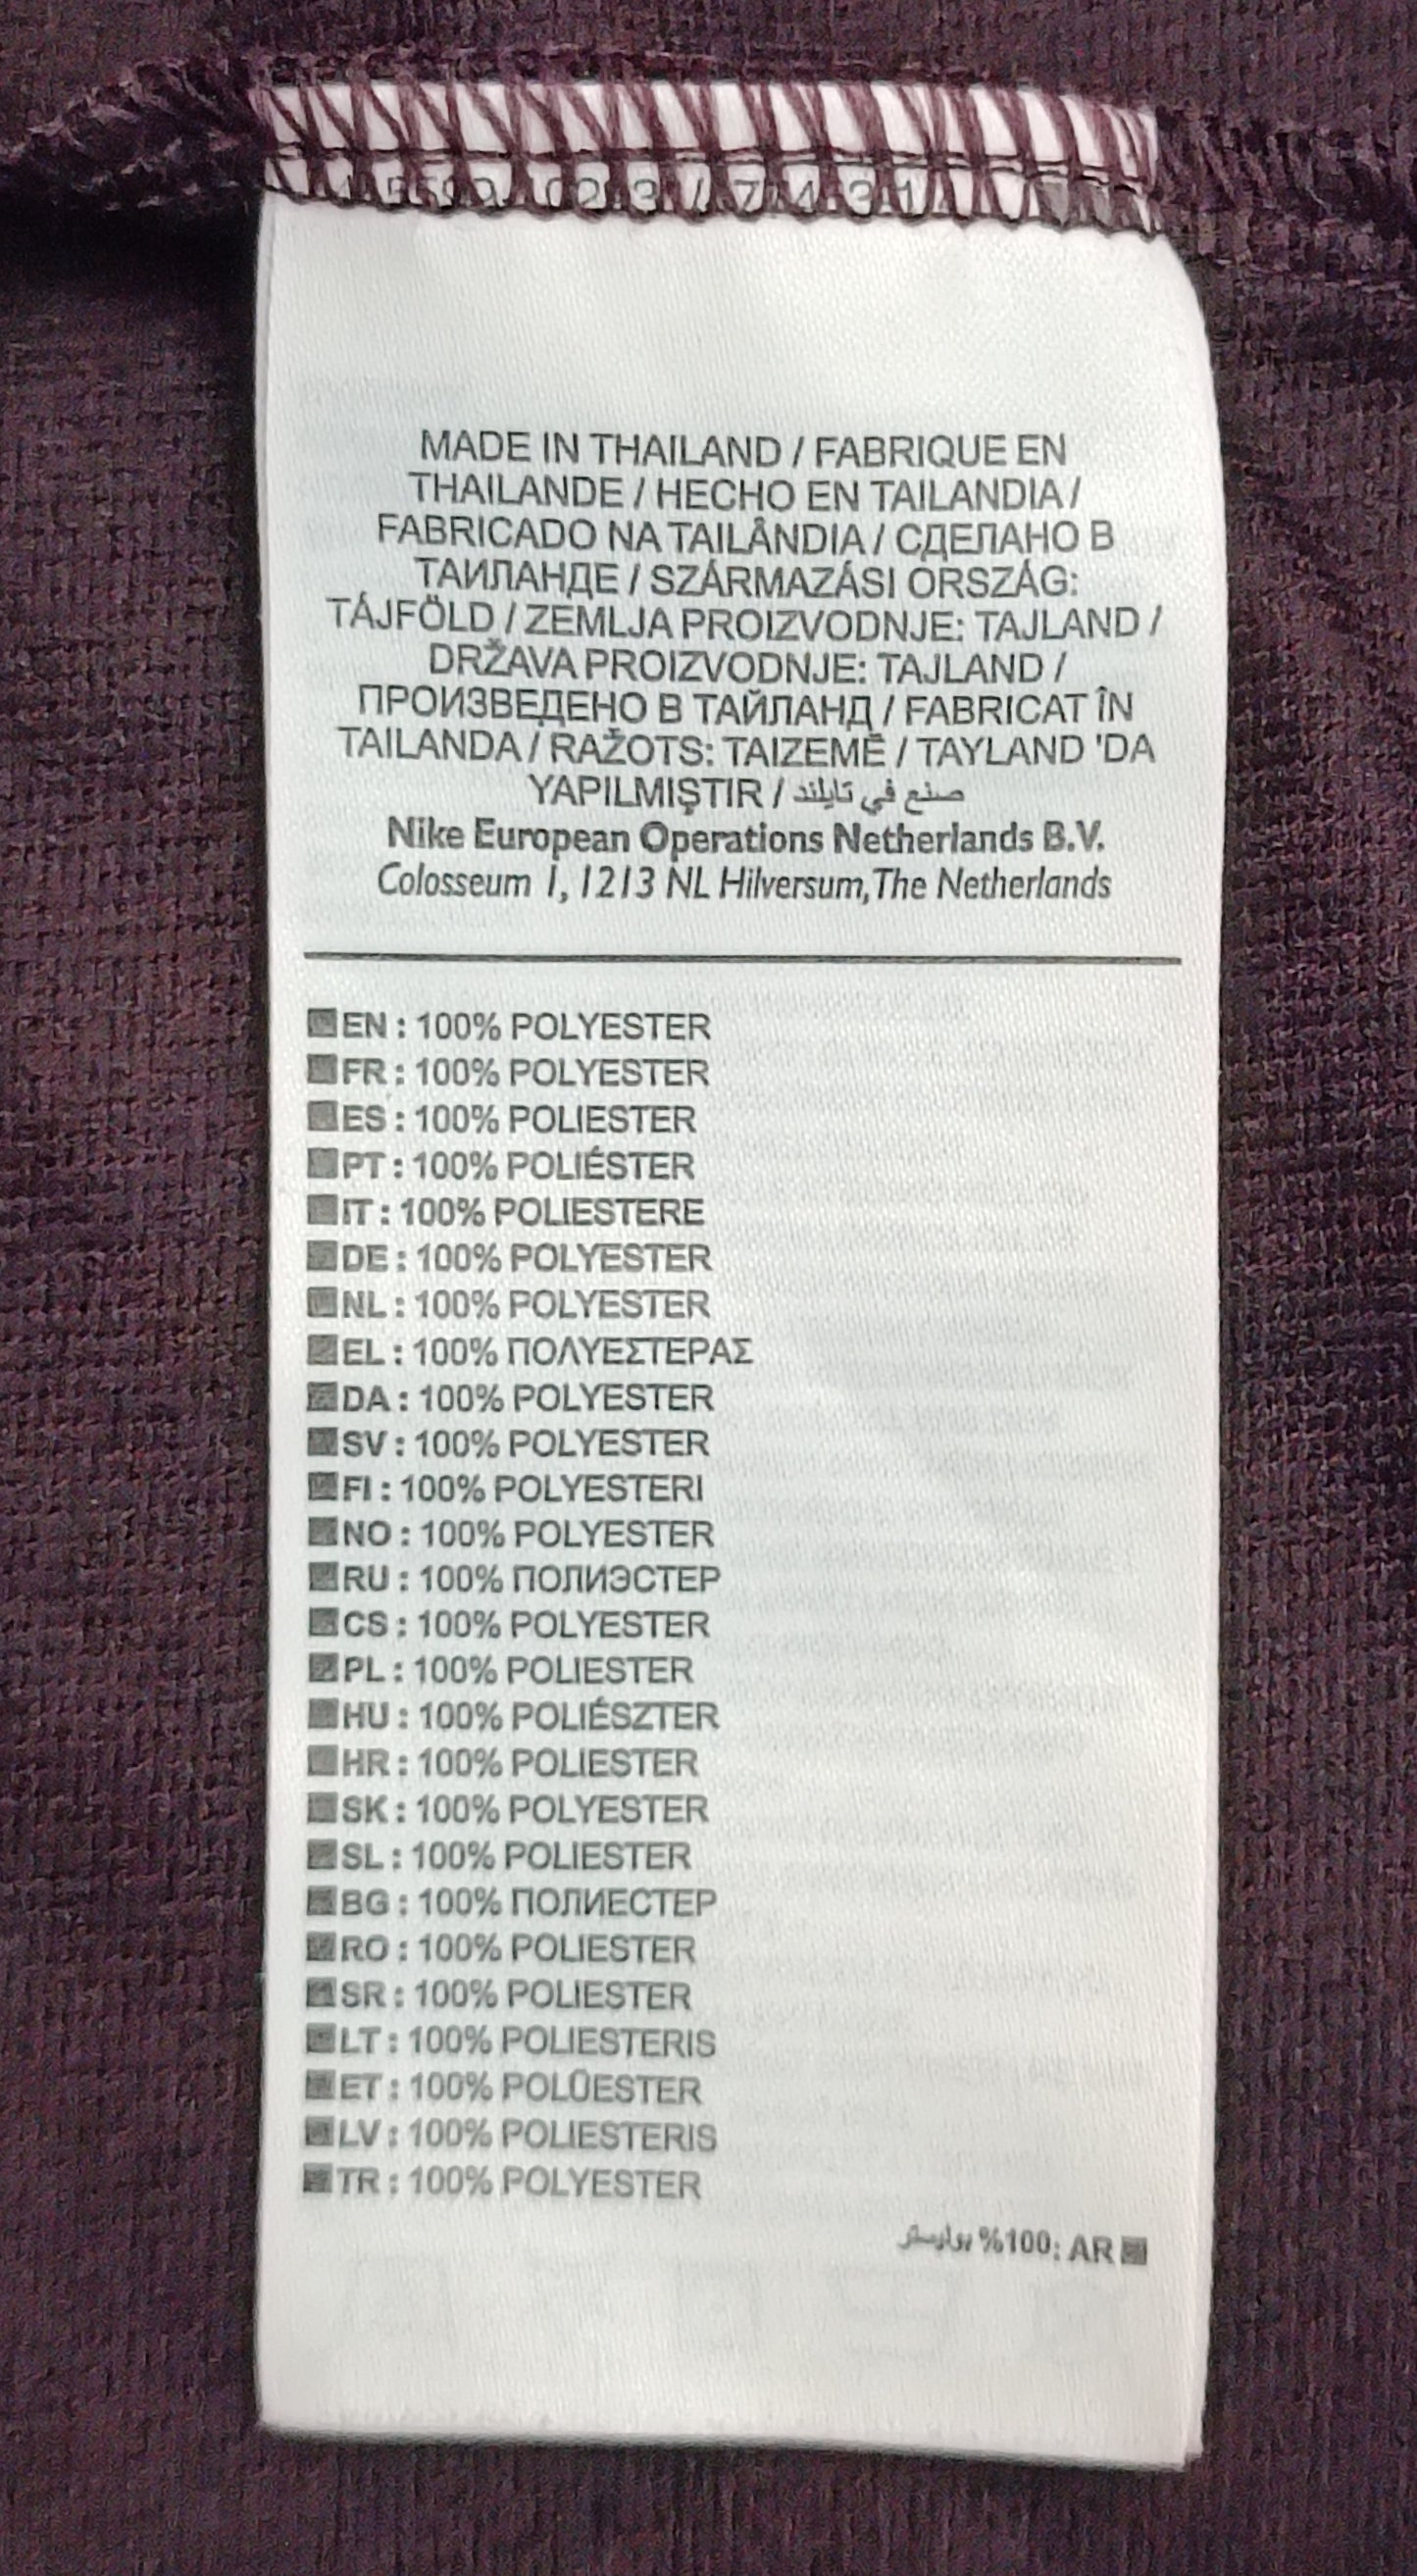 MADE IN THAILAND / FABRIQUE EN
THAILANDE / HECHO EN TAILANDIA /
FABRICADO NA TAILÂNDIA / СДЕЛАНО В
ТАИЛАНДЕ / SZÁRMAZÁSI ORSZÁG:
TÁJFÖLD / ZEMLJA PROIZVODNJE: TAJLAND /
DRŽAVA PROIZVODNJE: TAJLAND /
ПРОИЗВЕДЕНО В ТАЙЛАНД / FABRICAT ÎN
TAILANDA / RAŽOTS: TAIZEMĒ / TAYLAND 'DA
YAPILMIŞTIR / صنع في تايلند
Nike European Operations Netherlands B.V.
Colosseum 1, 1213 NL Hilversum, The Netherlands
EN : 100% POLYESTER
FR : 100% POLYESTER
ES : 100% POLIESTER
PT : 100% POLIÉSTER
IT : 100% POLIESTERE
DE : 100% POLYESTER
NL : 100% POLYESTER
EL : 100% ΠΟΛΥΕΣΤΕΡΑΣ
DA : 100% POLYESTER
SV : 100% POLYESTER
FI : 100% POLYESTERI
NO : 100% POLYESTER
RU : 100% ПОЛИЭСТЕР
CS : 100% POLYESTER
PL : 100% POLIESTER
HU : 100% POLIÉSZTER
HR : 100% POLIESTER
SK : 100% POLYESTER
SL : 100% POLIESTER
BG : 100% ПОЛИЕСТЕР
RO : 100% POLIESTER
SR : 100% POLIESTER
LT : 100% POLIESTERIS
ET : 100% POLÜESTER
LV : 100% POLIESTERIS
TR : 100% POLYESTER
AR :100% بوليستر